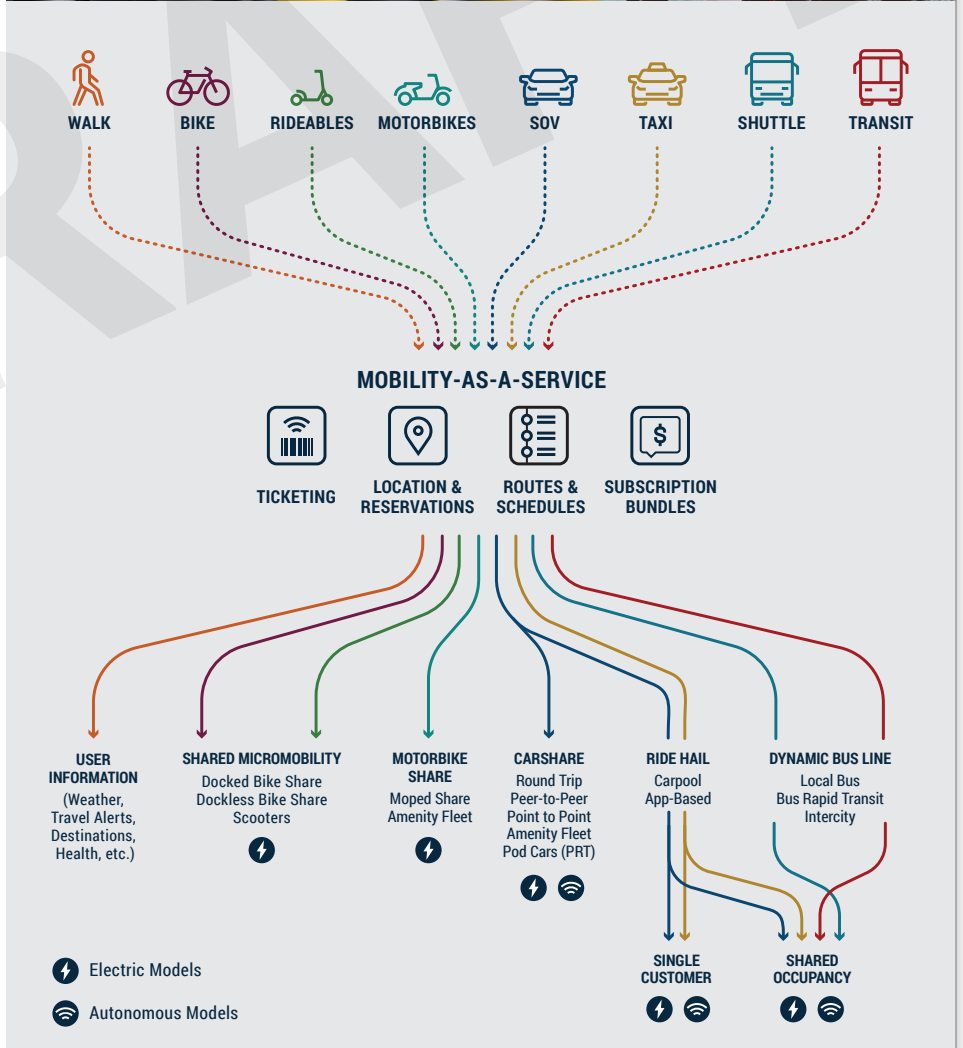 WALK
BIKE
RIDEABLES
MOTORBIKES
SOV
TAXI
SHUTTLE
TRANSIT
MOBILITY-AS-A-SERVICE
$
TICKETING
LOCATION &
RESERVATIONS
ROUTES &
SCHEDULES
SUBSCRIPTION
BUNDLES
USER
INFORMATION
(Weather,
Travel Alerts,
Destinations,
Health, etc.)
SHARED MICROMOBILITY
Docked Bike Share
Dockless Bike Share
Scooters
MOTORBIKE
SHARE
Moped Share
Amenity Fleet
CARSHARE
Round Trip
Peer-to-Peer
Point to Point
Amenity Fleet
Pod Cars (PRT)
RIDE HAIL
Carpool
App-Based
DYNAMIC BUS LINE
Local Bus
Bus Rapid Transit
Intercity
SINGLE
CUSTOMER
SHARED
OCCUPANCY
Electric Models
Autonomous Models